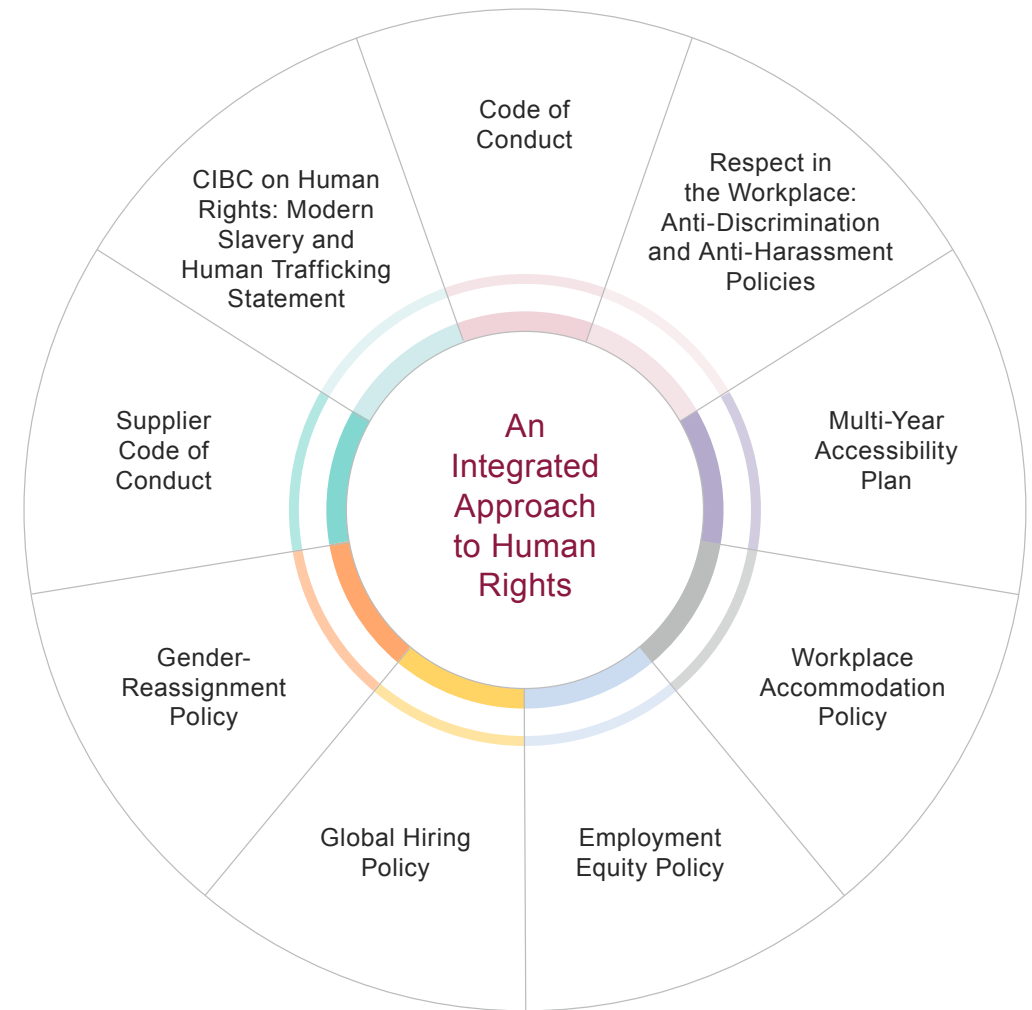 Code of
Conduct
Respect in
the Workplace:
Anti-Discrimination
and Anti-Harassment
Policies
Multi-Year
Accessibility
Plan
Workplace
Accommodation
Policy
Employment
Equity Policy
Global Hiring
Policy
Gender-
Reassignment
Policy
Supplier
Code of
Conduct
CIBC on Human
Rights: Modern
Slavery and
Human Trafficking
Statement
An
Integrated
Approach
to Human
Rights